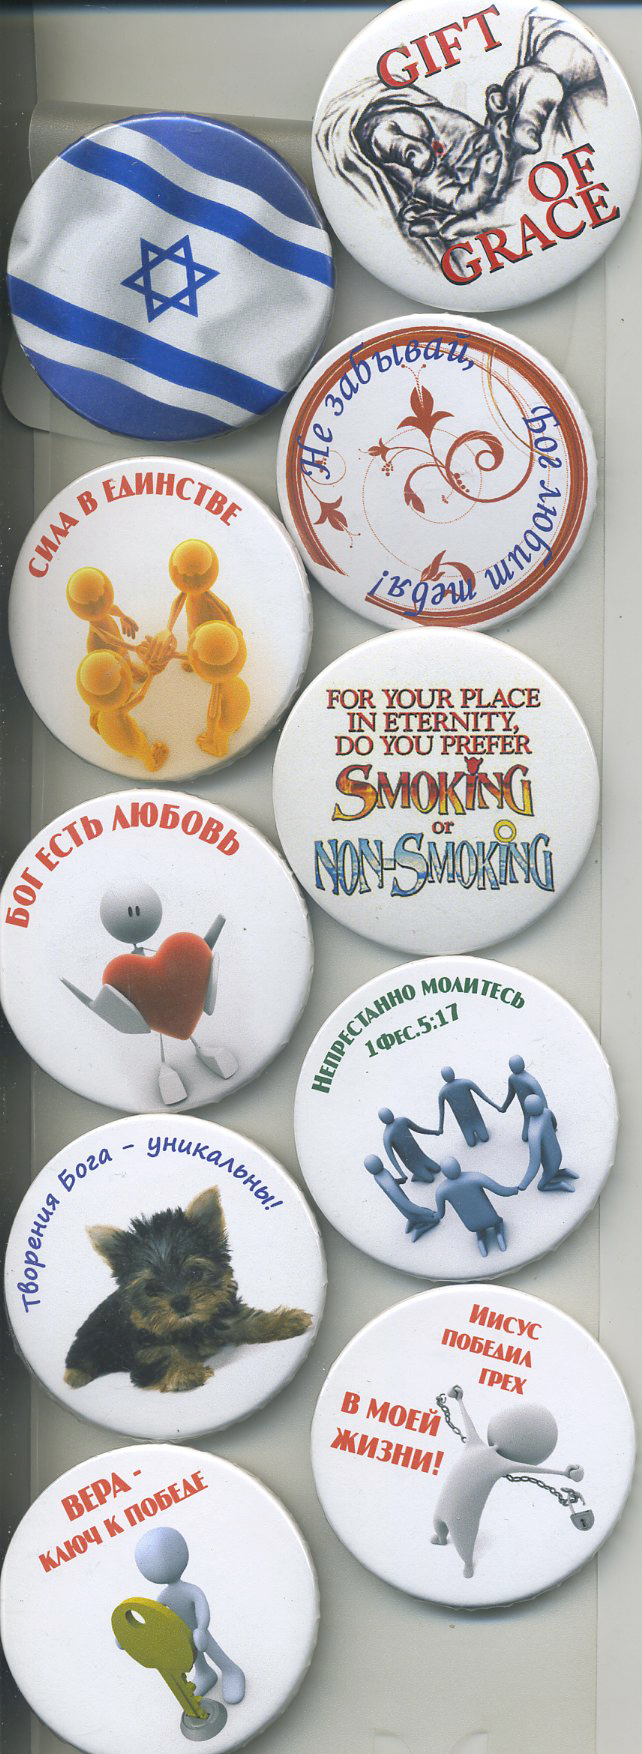 GIFT
OF
GRACE
Не забывай,
Бог любит тебя!
СИЛА В ЕДИНСТВЕ
FOR YOUR PLACE
IN ETERNITY,
DO YOU PREFER
SMOKING
or
NON-SMOKING
БОГ ЕСТЬ ЛЮБОВЬ
НЕПРЕСТАННО МОЛИТЕСЬ
1ФЕС.5:17
Творения Бога - уникальны!
ИИСУС
ПОБЕДИЛ
ГРЕХ
В МОЕЙ
ЖИЗНИ!
ВЕРА -
КЛЮЧ К ПОБЕДЕ